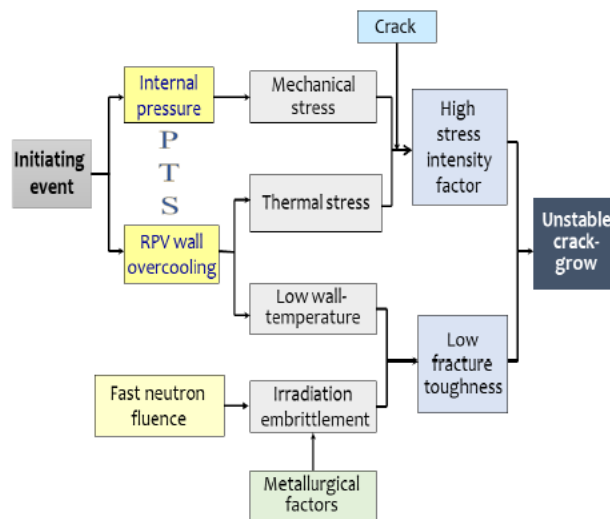 Crack
Internal
pressure
Mechanical
stress
High
stress
intensity
factor
P
T
S
Initiating
event
Thermal stress
Unstable
crack-
grow
RPV wall
overcooling
Low wall-
temperature
Low
fracture
toughness
Fast neutron
fluence
Irradiation
embrittlement
Metallurgical
factors